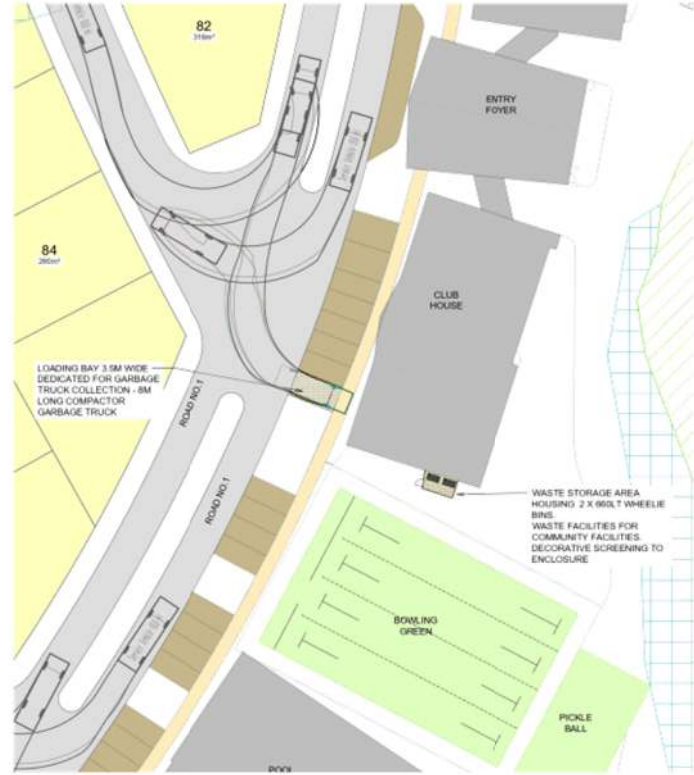 82
316m²
ENTRY
FOYER
84
CLUB
HOUSE
LOADING BAY 3.5M WIDE
DEDICATED FOR GARBAGE
TRUCK COLLECTION - 8M
LONG COMPACTOR
GARBAGE TRUCK
ROAD NO.1
ROAD NO.1
WASTE STORAGE AREA
HOUSING 2 X 660LT WHEELIE
BINS.
WASTE FACILITIES FOR
COMMUNITY FACILITIES.
DECORATIVE SCREENING TO
ENCLOSURE
BOWLING
GREEN
PICKLE
BALL
POOL